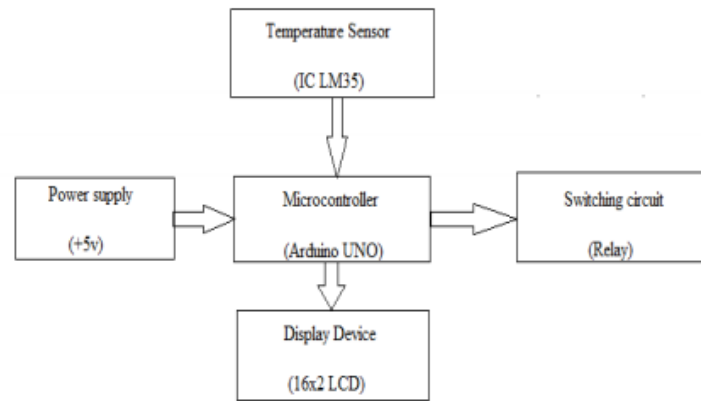 Temperature Sensor
(IC LM35)
Power supply
(+5v)
Microcontroller
(Arduino UNO)
Switching circuit
(Relay)
Display Device
(16x2 LCD)